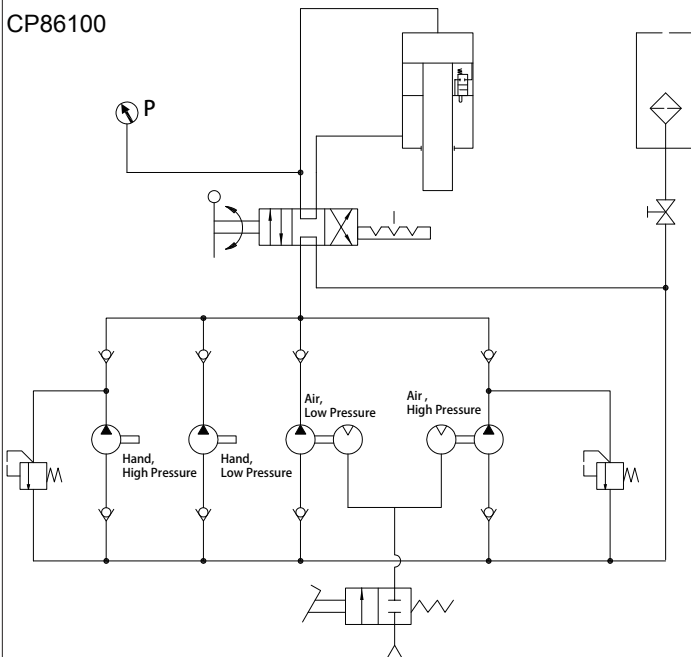 CP86100
P
Air,
Low Pressure
Air ,
High Pressure
Hand,
High Pressure
Hand,
Low Pressure